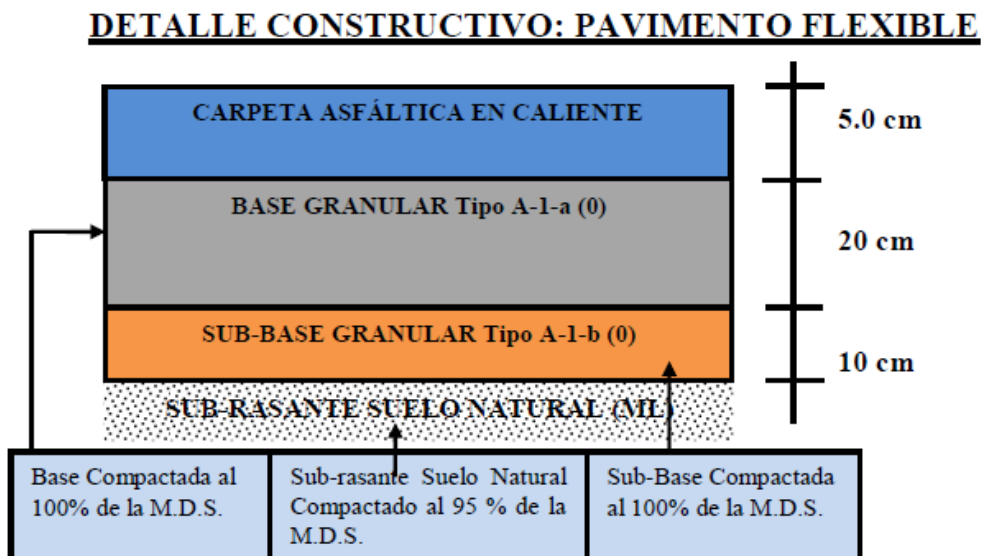 DETALLE CONSTRUCTIVO: PAVIMENTO FLEXIBLE
CARPETA ASFÁLTICA EN CALIENTE
5.0 cm
BASE GRANULAR Tipo A-1-a (0)
20 cm
SUB-BASE GRANULAR Tipo A-1-b (0)
10 cm
SUB-RASANTE SUELO NATURAL (ML)
Base Compactada al
100% de la M.D.S.
Sub-rasante Suelo Natural
Compactado al 95 % de la
M.D.S.
Sub-Base Compactada
al 100% de la M.D.S.